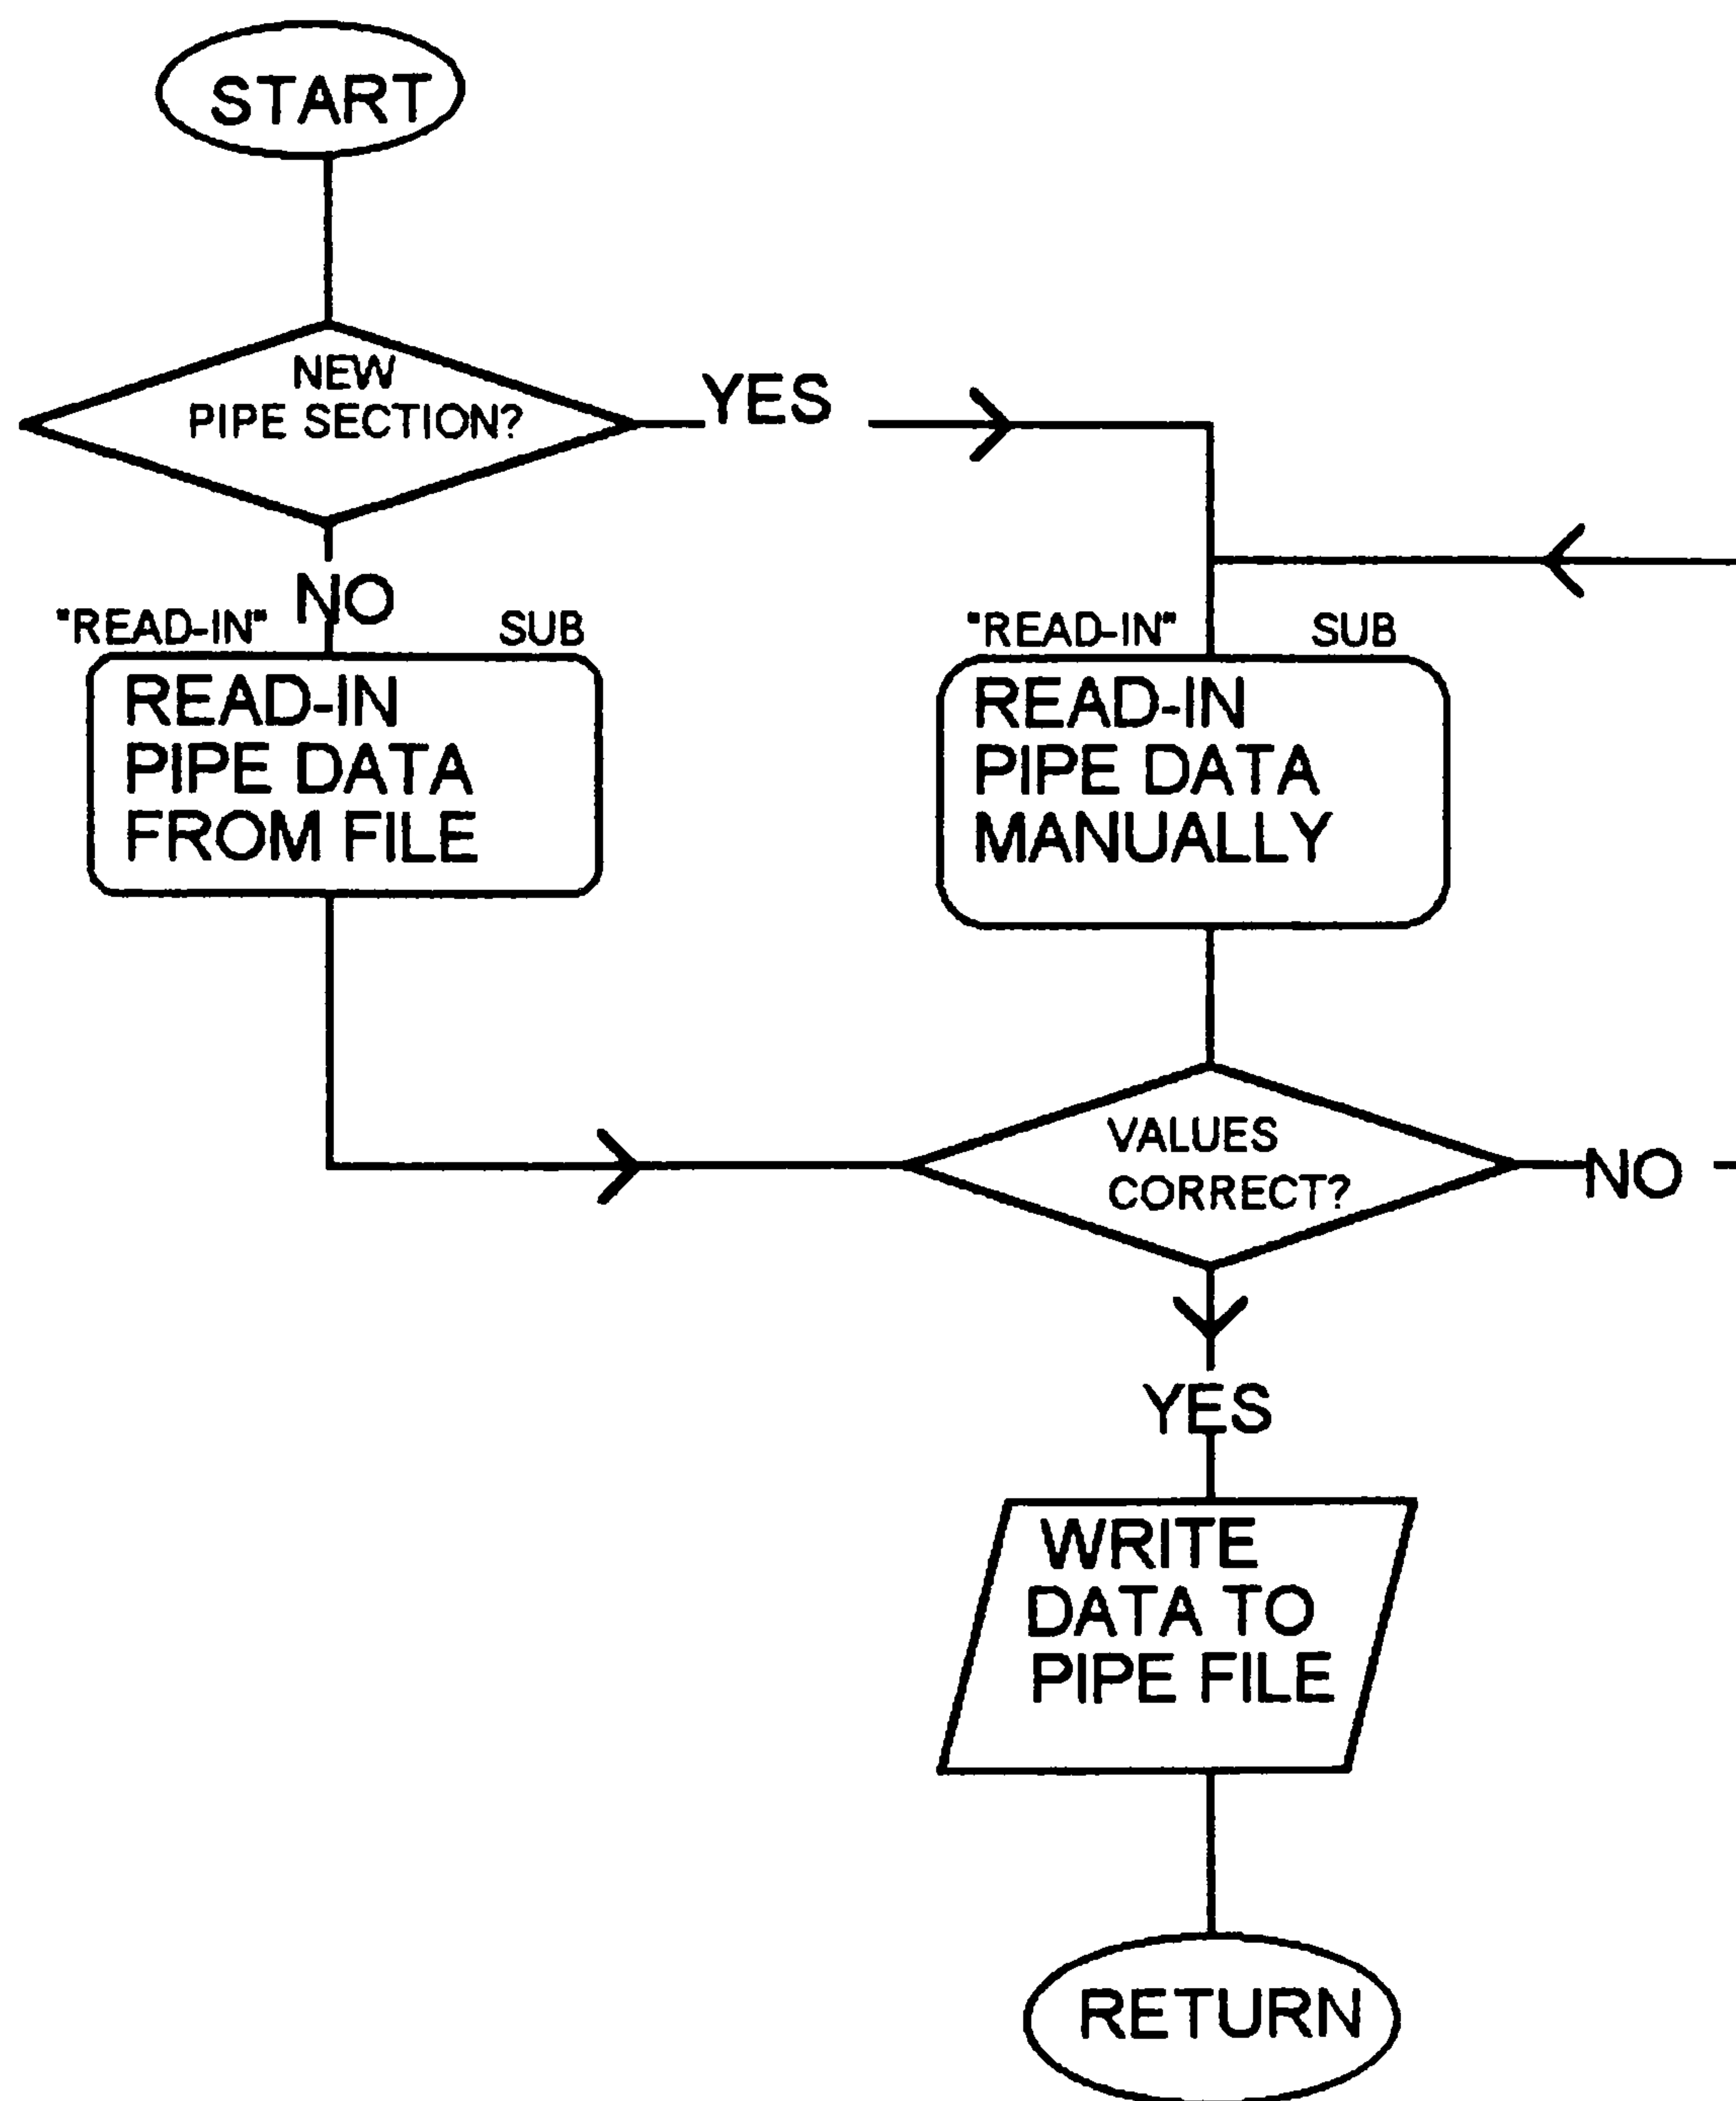 START
NEW
PIPE SECTION?
YES
NO
"READ-IN" SUB
READ-IN
PIPE DATA
FROM FILE
"READ-IN" SUB
READ-IN
PIPE DATA
MANUALLY
VALUES
CORRECT?
NO
YES
WRITE
DATA TO
PIPE FILE
RETURN